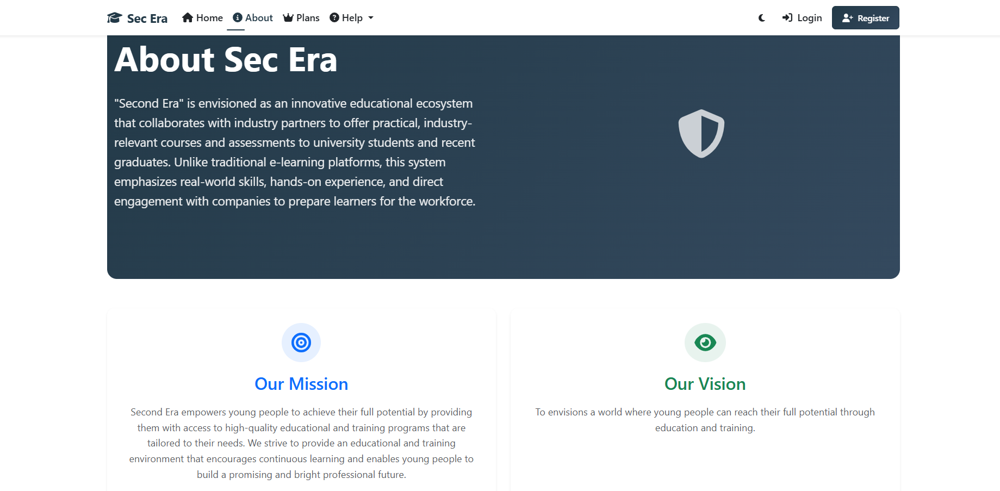 Sec Era
Home
About
Plans
Help
Login
Register
About Sec Era
"Second Era" is envisioned as an innovative educational ecosystem
that collaborates with industry partners to offer practical, industry-
relevant courses and assessments to university students and recent
graduates. Unlike traditional e-learning platforms, this system
emphasizes real-world skills, hands-on experience, and direct
engagement with companies to prepare learners for the workforce.
Our Mission
Second Era empowers young people to achieve their full potential by providing
them with access to high-quality educational and training programs that are
tailored to their needs. We strive to provide an educational and training
environment that encourages continuous learning and enables young people to
build a promising and bright professional future.
Our Vision
To envisions a world where young people can reach their full potential through
education and training.